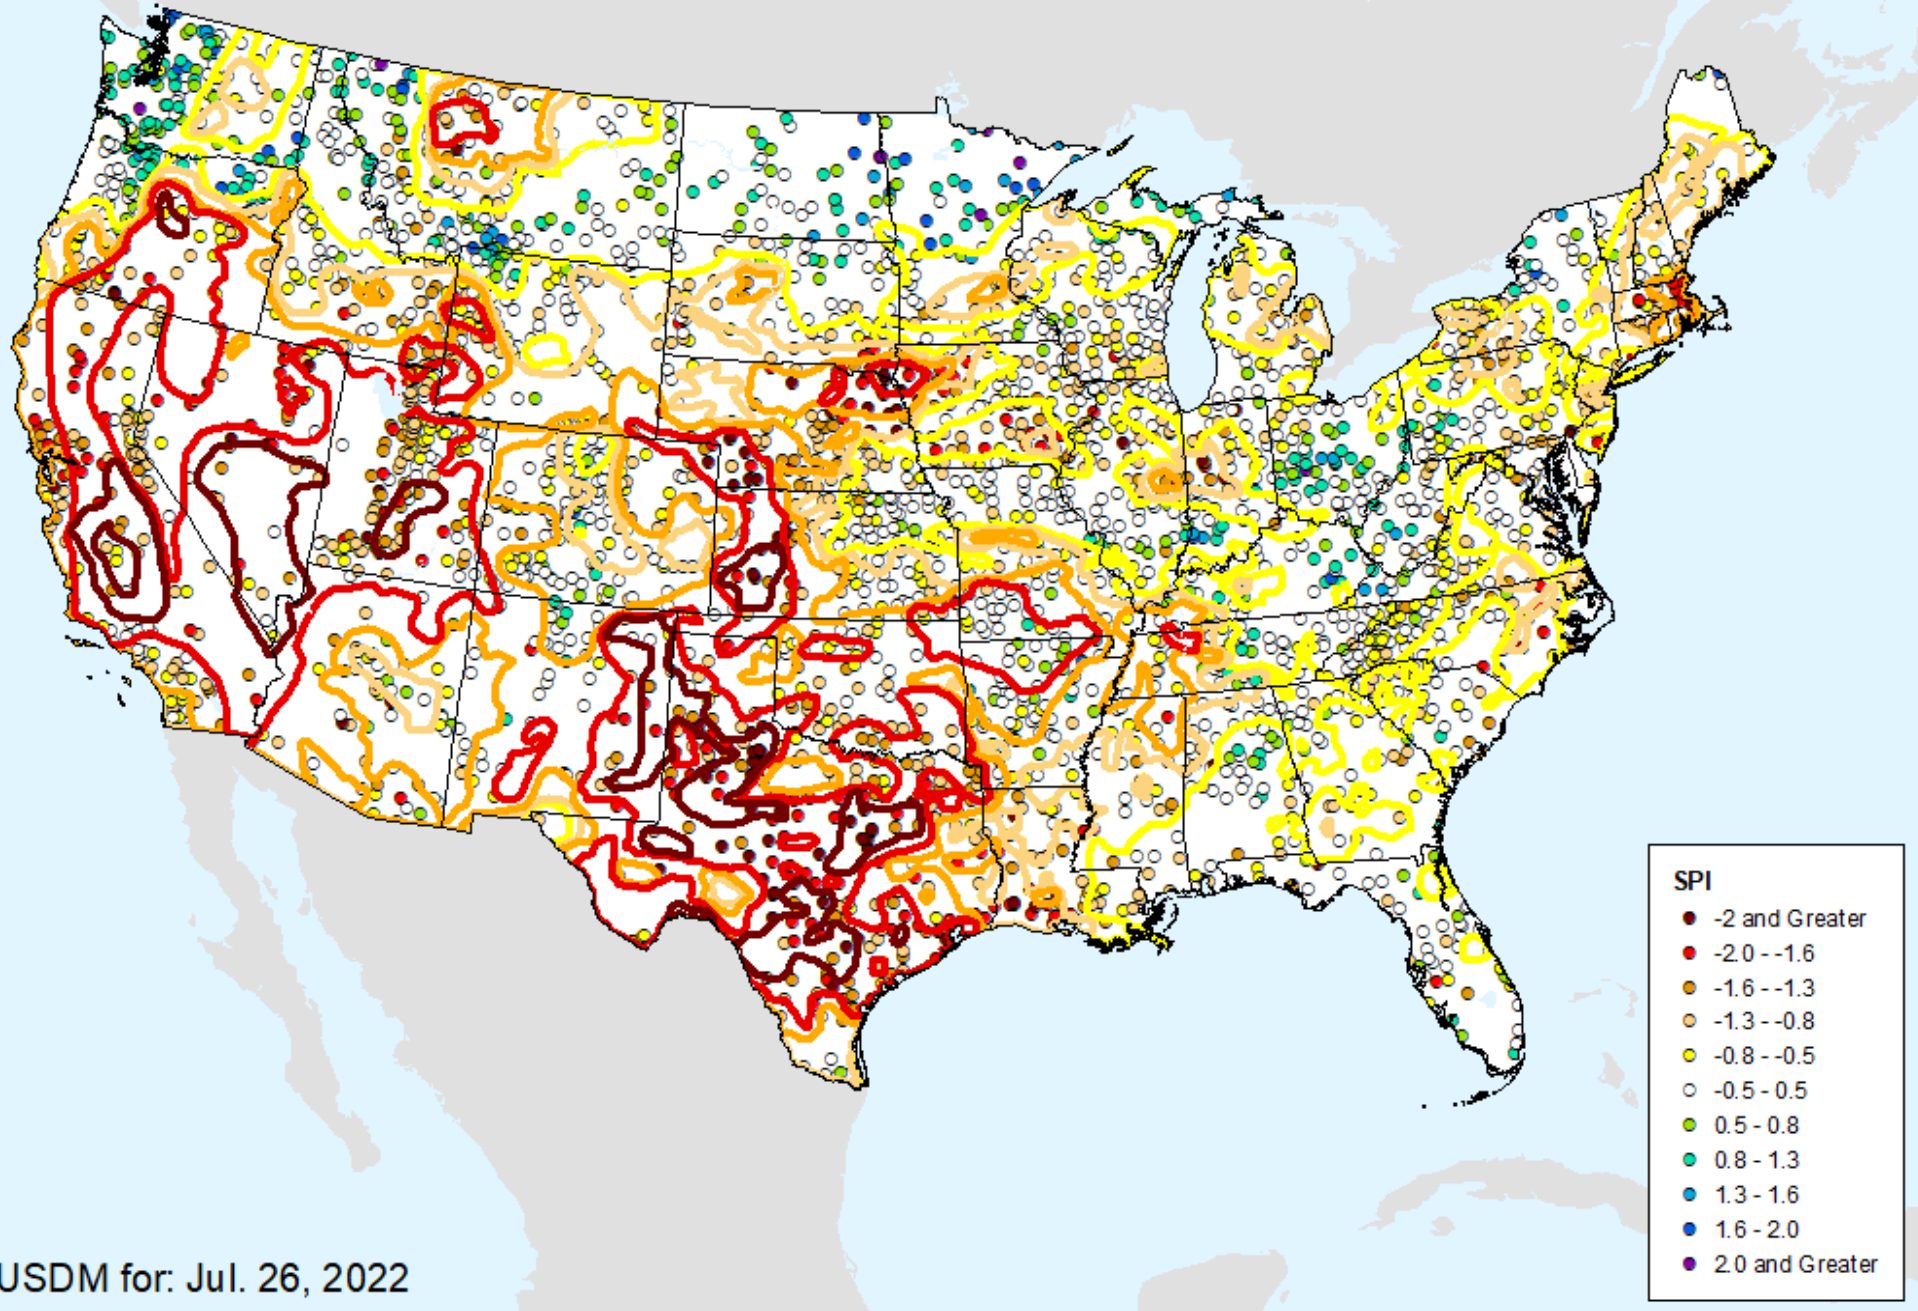 SPI
-2 and Greater
-2.0 - -1.6
-1.6 - -1.3
-1.3 - -0.8
-0.8 - -0.5
-0.5 - 0.5
0.5 - 0.8
0.8 - 1.3
1.3 - 1.6
1.6 - 2.0
2.0 and Greater
USDM for: Jul. 26, 2022